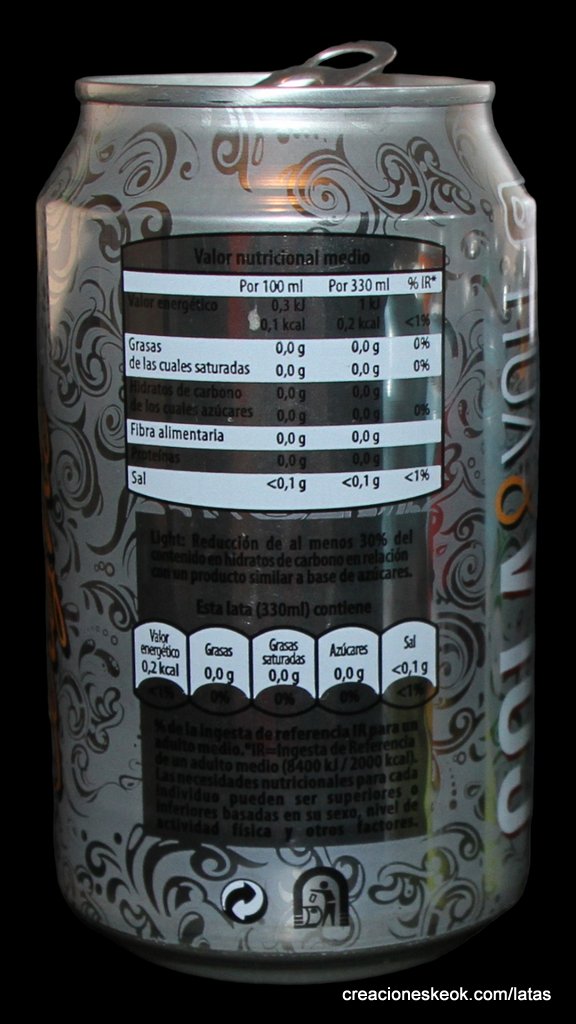 Valor nutricional medio
Por 100 ml Por 330 ml % IR*
Valor energético 0,3 kJ 1 kJ
0,1 kcal 0,2 kcal <1%
Grasas 0,0 g 0,0 g 0%
de las cuales saturadas 0,0 g 0,0 g 0%
Hidratos de carbono 0,0 g 0,0 g
de los cuales azúcares 0,0 g 0,0 g 0%
Fibra alimentaria 0,0 g 0,0 g
Proteínas 0,0 g 0,0 g
Sal <0,1 g <0,1 g <1%
Light: Reducción de al menos 30% del
contenido en hidratos de carbono en relación
con un producto similar a base de azúcares.
Esta lata (330ml) contiene
Valor energético 0,2 kcal <1%
Grasas 0,0 g 0%
Grasas saturadas 0,0 g 0%
Azúcares 0,0 g 0%
Sal <0,1 g <1%
% de la ingesta de referencia IR para un
adulto medio.*IR=Ingesta de Referencia
de un adulto medio (8400 kJ / 2000 kcal).
Las necesidades nutricionales para cada
individuo pueden ser superiores o
inferiores basadas en su sexo, nivel de
actividad física y otros factores.
creacioneskeok.com/latas